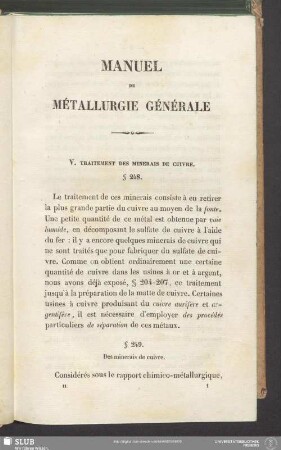 MANUEL
DE
MÉTALLURGIE GÉNÉRALE
V. TRAITEMENT DES MINERAIS DE CUIVRE.
§ 248.
Le traitement de ces minerais consiste à en retirer
la plus grande partie du cuivre au moyen de la fonte.
Une petite quantité de ce métal est obtenue par voie
humide, en décomposant le sulfate de cuivre à l'aide
du fer : il y a encore quelques minerais de cuivre qui
ne sont traités que pour fabriquer du sulfate de cui-
vre. Comme on obtient ordinairement une certaine
quantité de cuivre dans les usines à or et à argent,
nous avons déjà exposé, § 204-207, ce traitement
jusqu'à la préparation de la matte de cuivre. Certaines
usines à cuivre produisant du cuivre aurifère et ar-
gentifère, il est nécessaire d'employer des procédés
particuliers de séparation de ces métaux.
§ 249.
Des minerais de cuivre.
Considérés sous le rapport chimico-métallurgique,
II 1
SLUB